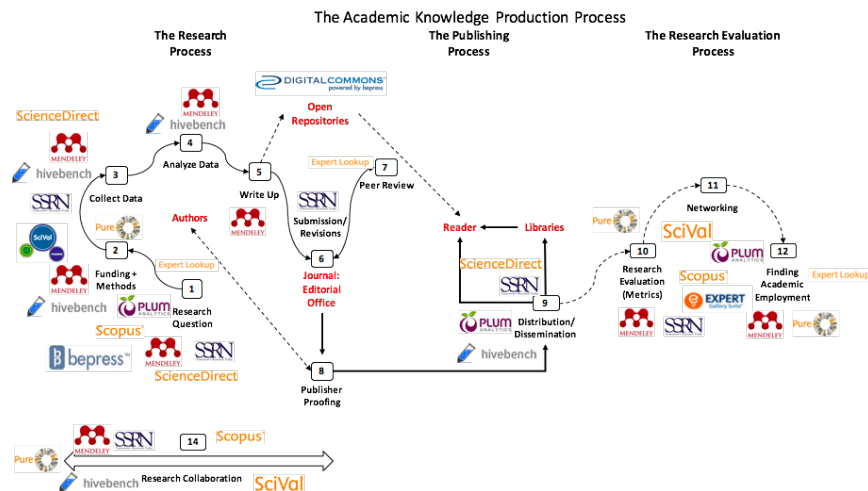 The Academic Knowledge Production Process
The Research
Process
The Publishing
Process
The Research Evaluation
Process
DIGITALCOMMONS™
powered by bepress
Open
Repositories
ScienceDirect
MENDELEY
hivebench
MENDELEY
hivebench
4
Analyze Data
3
Collect Data
5
Write Up
MENDELEY
SSRN
Submission/
Revisions
Expert Lookup
7
Peer Review
SSRN
SciVal
Pure
2
Funding +
Methods
Authors
Expert Lookup
1
Research
Question
MENDELEY
hivebench
PLUM
ANALYTICS
Scopus®
bepress™
MENDELEY
SSRN
ScienceDirect
6
Journal:
Editorial
Office
8
Publisher
Proofing
Reader
Libraries
ScienceDirect
SSRN
9
Distribution/
Dissemination
PLUM
ANALYTICS
hivebench
11
Networking
Pure
SciVal
10
Research
Evaluation
(Metrics)
PLUM
ANALYTICS
12
Finding
Academic
Employment
Expert Lookup
Scopus®
EXPERT
MENDELEY
SSRN
MENDELEY
Pure
MENDELEY
SSRN
14
Scopus®
Pure
hivebench
Research Collaboration
SciVal